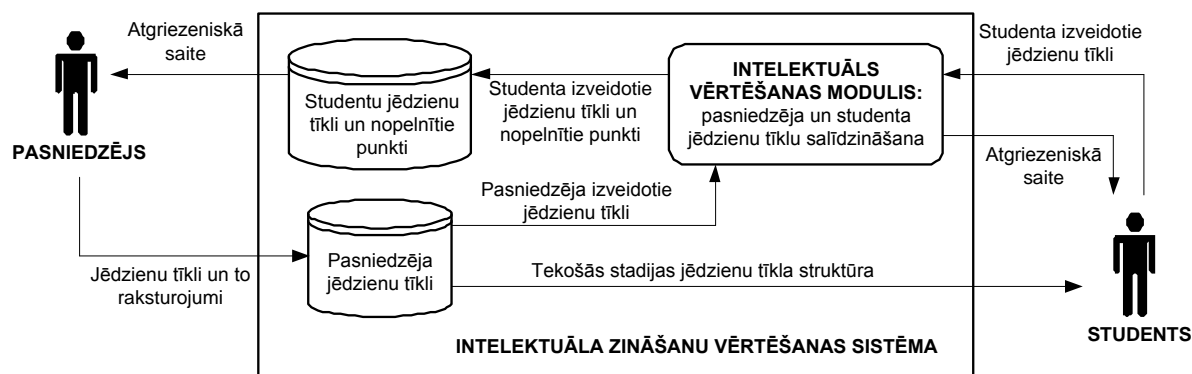 Atgriezeniskā
saite
PASNIEDZĒJS
Jēdzienu tīkli un to
raksturojumi
Studentu jēdzienu
tīkli un nopelnītie
punkti
Studenta izveidotie
jēdzienu tīkli un
nopelnītie punkti
INTELEKTUĀLS
VĒRTĒŠANAS MODULIS:
pasniedzēja un studenta
jēdzienu tīklu salīdzināšana
Studenta izveidotie
jēdzienu tīkli
Atgriezeniskā
saite
Pasniedzēja izveidotie
jēdzienu tīkli
Pasniedzēja
jēdzienu tīkli
Tekošās stadijas jēdzienu tīkla struktūra
STUDENTS
INTELEKTUĀLA ZINĀŠANU VĒRTĒŠANAS SISTĒMA